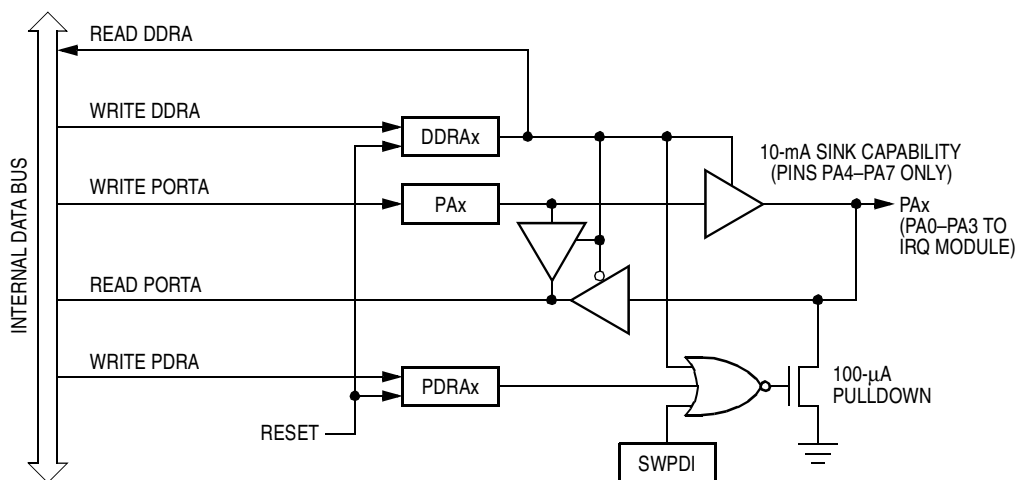 READ DDRA
WRITE DDRA
DDRAx
10-mA SINK CAPABILITY
(PINS PA4–PA7 ONLY)
WRITE PORTA
PAx
PAx
(PA0–PA3 TO
IRQ MODULE)
INTERNAL DATA BUS
READ PORTA
WRITE PDRA
PDRAx
100-µA
PULLDOWN
RESET
SWPDI